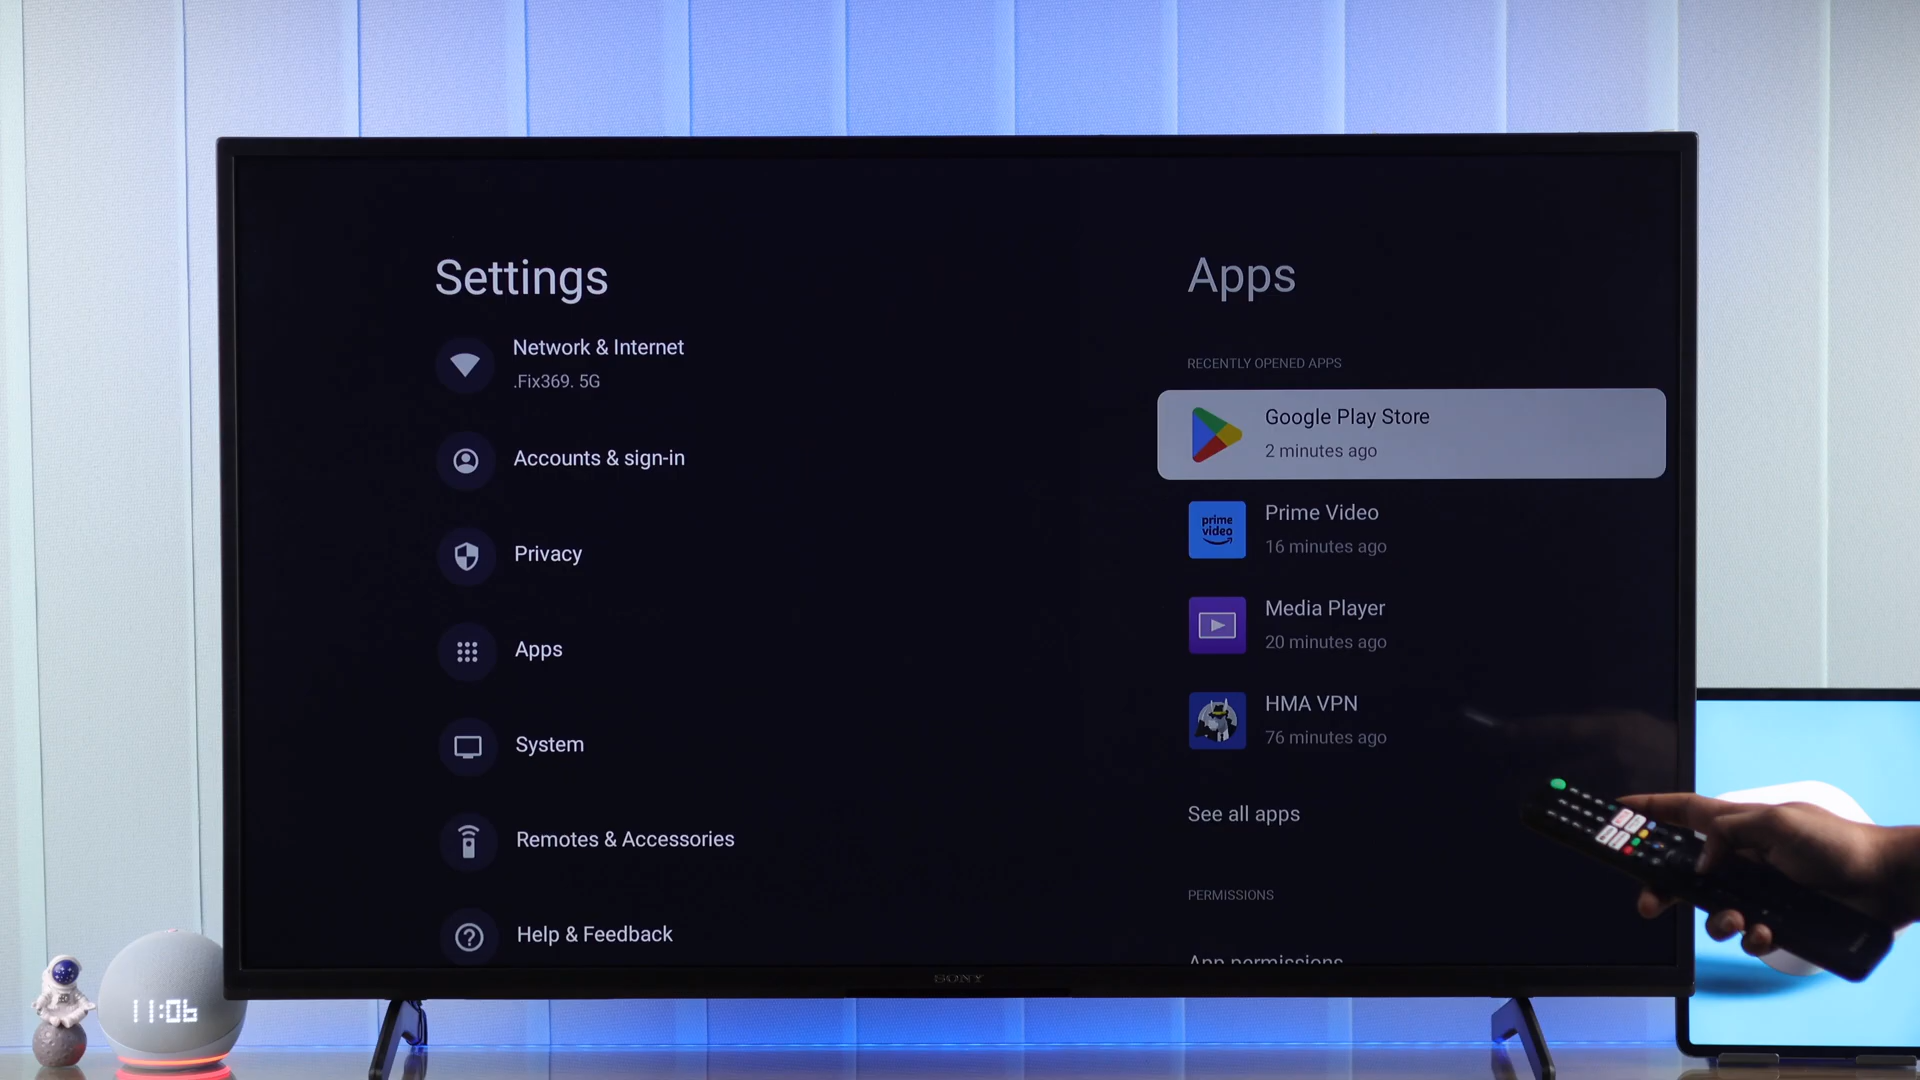 Settings
Network & Internet
.Fix369. 5G
Accounts & sign-in
Privacy
Apps
System
Remotes & Accessories
Help & Feedback
Apps
RECENTLY OPENED APPS
Google Play Store
2 minutes ago
prime
video
Prime Video
16 minutes ago
Media Player
20 minutes ago
HMA VPN
76 minutes ago
See all apps
PERMISSIONS
App permissions
SONY
11:06